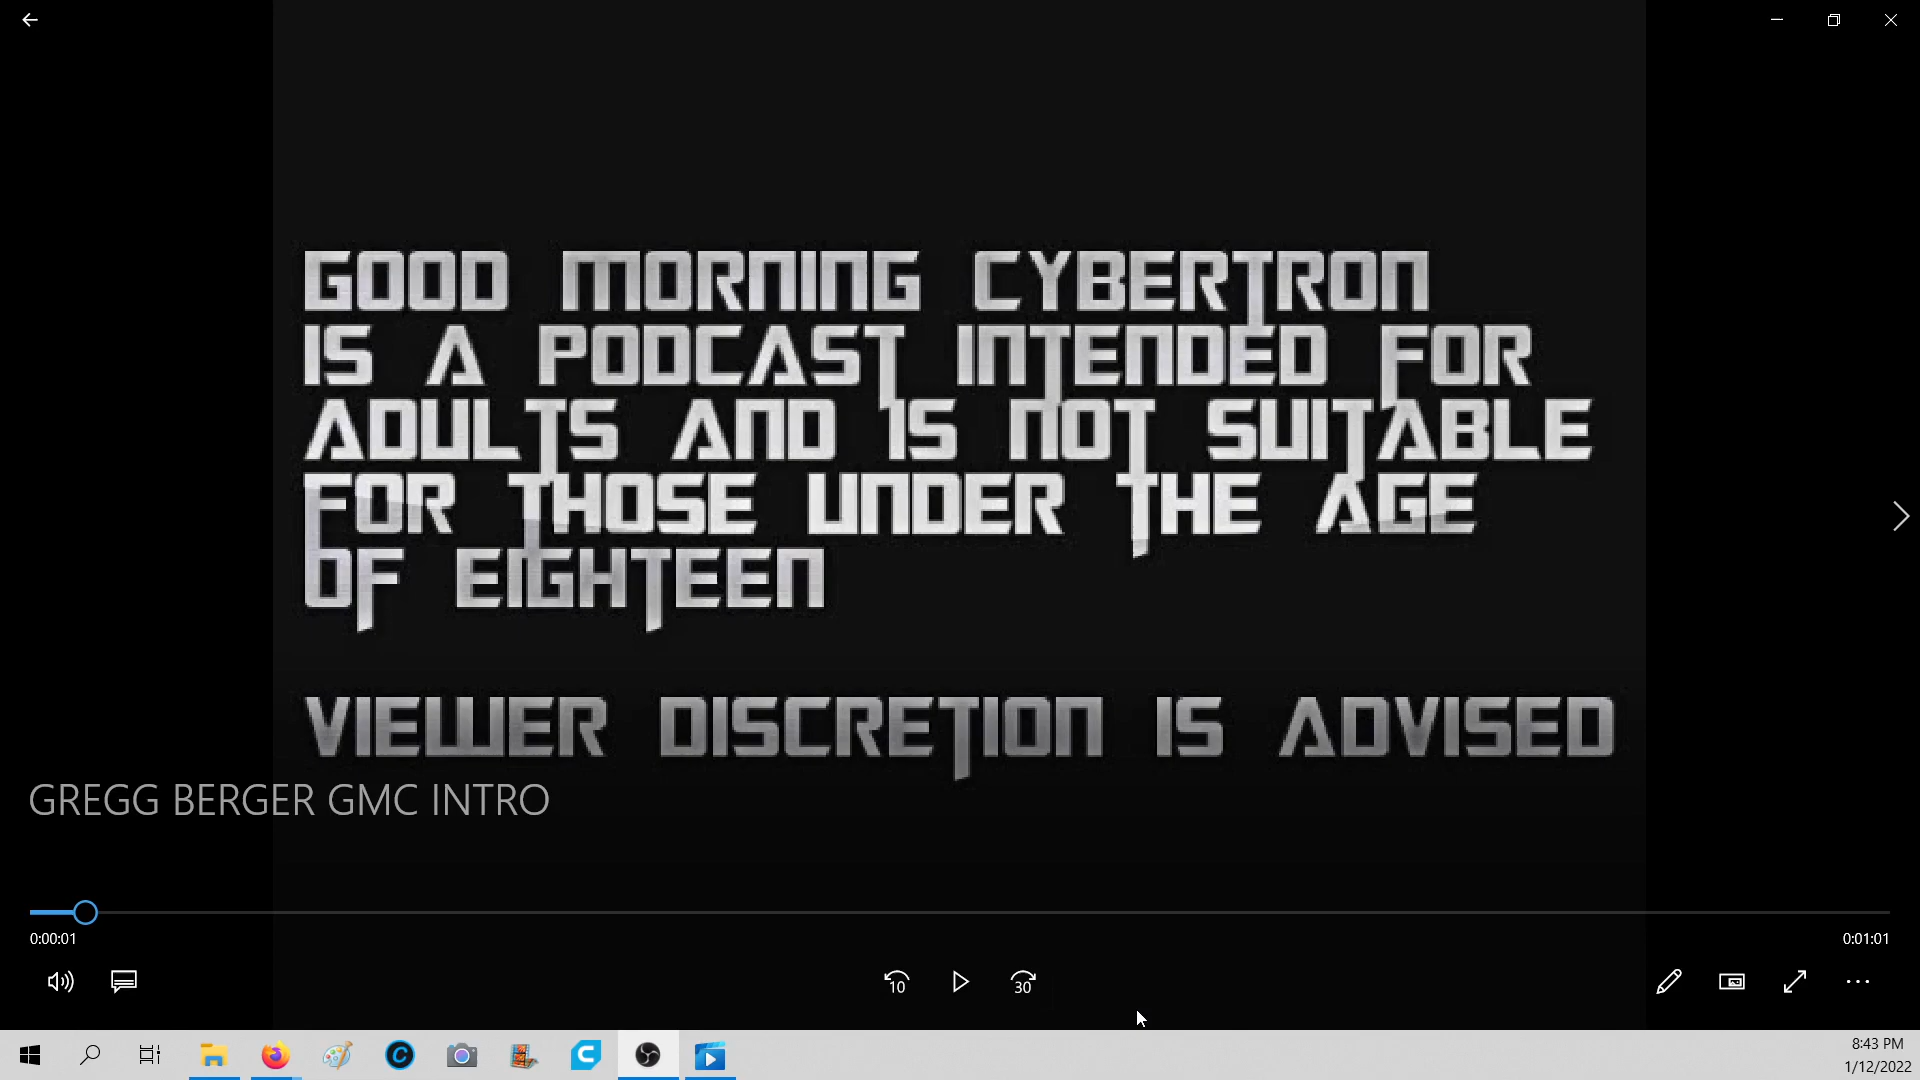 GOOD MORNING CYBERTRON
IS A PODCAST INTENDED FOR
ADULTS AND IS NOT SUITABLE
FOR THOSE UNDER THE AGE
OF EIGHTEEN
VIEWER DISCRETION IS ADVISED
GREGG BERGER GMC INTRO
0:00:01
0:01:01
10
30
8:43 PM
1/12/2022